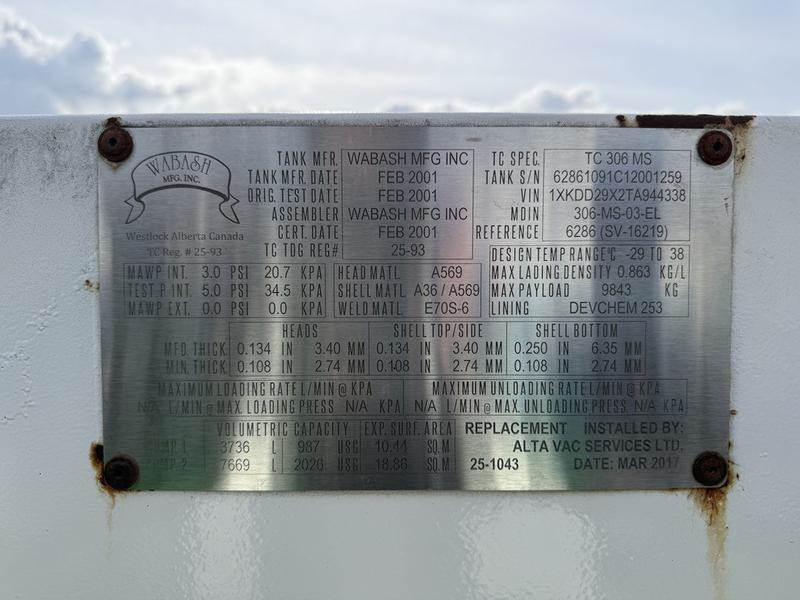 WABASH
MFG. INC.
Westlock Alberta Canada
TC Reg. # 25-93
TANK MFR. WABASH MFG INC
TANK MFR. DATE FEB 2001
ORIG. TEST DATE FEB 2001
ASSEMBLER WABASH MFG INC
CERT. DATE FEB 2001
TC TDG REG# 25-93
TC SPEC. TC 306 MS
TANK S/N 62861091C12001259
VIN 1XKDD29X2TA944338
MDIN 306-MS-03-EL
REFERENCE 6286 (SV-16219)
MAWP INT. 3.0 PSI 20.7 KPA
TEST P INT. 5.0 PSI 34.5 KPA
MAWP EXT. 0.0 PSI 0.0 KPA
HEAD MATL A569
SHELL MATL A36 / A569
WELD MATL E70S-6
DESIGN TEMP RANGE°C -29 TO 38
MAX LADING DENSITY 0.863 KG/L
MAX PAYLOAD 9843 KG
LINING DEVCHEM 253
HEADS SHELL TOP/SIDE SHELL BOTTOM
MFD. THICK 0.134 IN 3.40 MM 0.134 IN 3.40 MM 0.250 IN 6.35 MM
MIN. THICK 0.108 IN 2.74 MM 0.108 IN 2.74 MM 0.108 IN 2.74 MM
MAXIMUM LOADING RATE L/MIN @ KPA MAXIMUM UNLOADING RATE L/MIN @ KPA
N/A L/MIN @ MAX. LOADING PRESS. N/A KPA N/A L/MIN @ MAX. UNLOADING PRESS. N/A KPA
VOLUMETRIC CAPACITY EXP. SURF. AREA
COMP. 1 3736 L 987 USG 10.44 SQ.M
COMP. 2 7669 L 2026 USG 18.86 SQ.M
REPLACEMENT INSTALLED BY:
ALTA VAC SERVICES LTD.
25-1043 DATE: MAR 2017